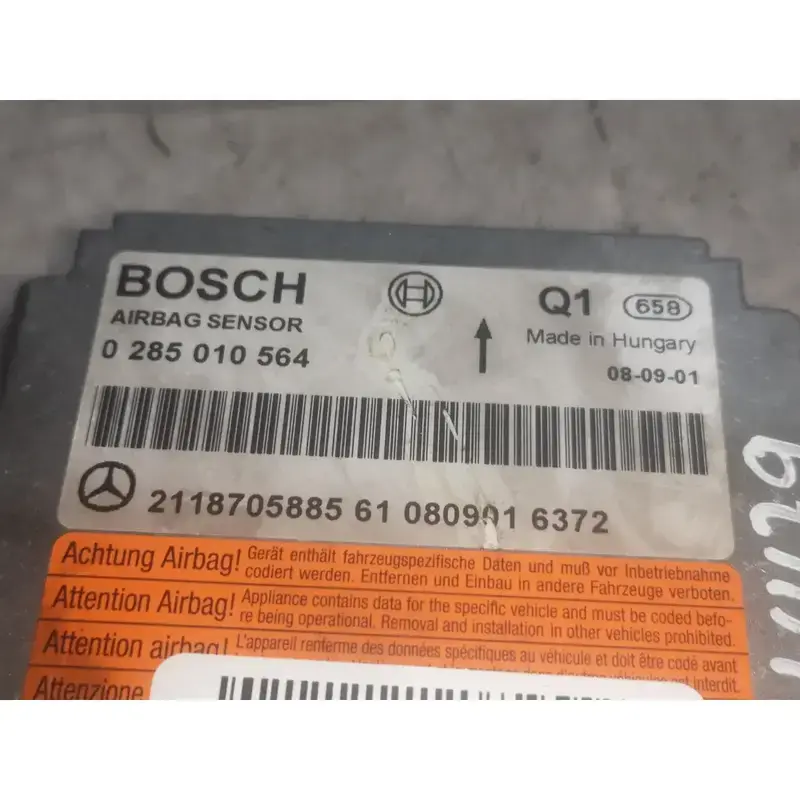 BOSCH
AIRBAG SENSOR
0 285 010 564
Q1 658
Made in Hungary
08-09-01
2118705885 61 0809016372
Achtung Airbag! Gerät enthält fahrzeugspezifische Daten und muß vor Inbetriebnahme
codiert werden. Entfernen und Einbau in andere Fahrzeuge verboten.
Attention Airbag! Appliance contains data for the specific vehicle and must be coded befo-
re being operational. Removal and installation in other vehicles prohibited.
Attention airbag! L'appareil renferme des données spécifiques au véhicule et doit être codé avant
interdit.
Attenzione